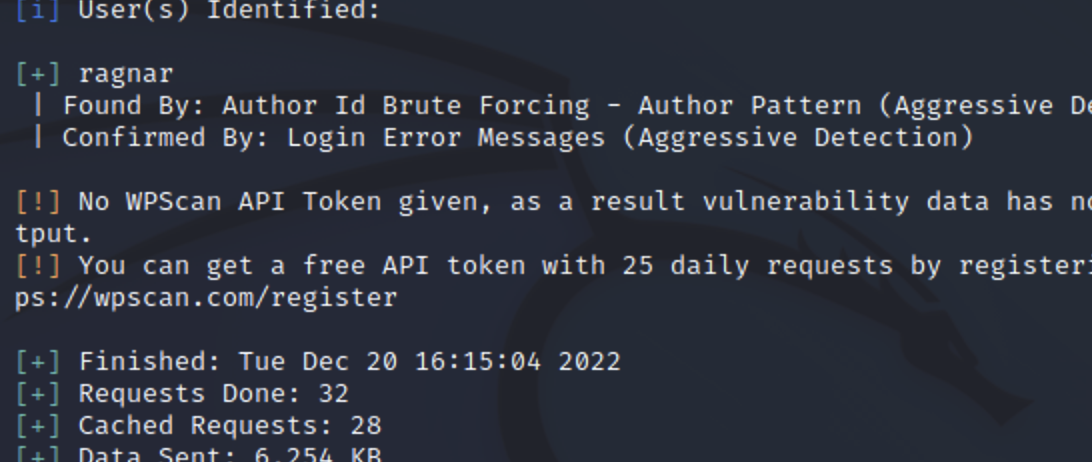 [i] User(s) Identified:
[+] ragnar
| Found By: Author Id Brute Forcing - Author Pattern (Aggressive
| Confirmed By: Login Error Messages (Aggressive Detection)
[!] No WPScan API Token given, as a result vulnerability data has
tput.
[!] You can get a free API token with 25 daily requests by
ps://wpscan.com/register
[+] Finished: Tue Dec 20 16:15:04 2022
[+] Requests Done: 32
[+] Cached Requests: 28
[+] Data Sent: 6.254 KB